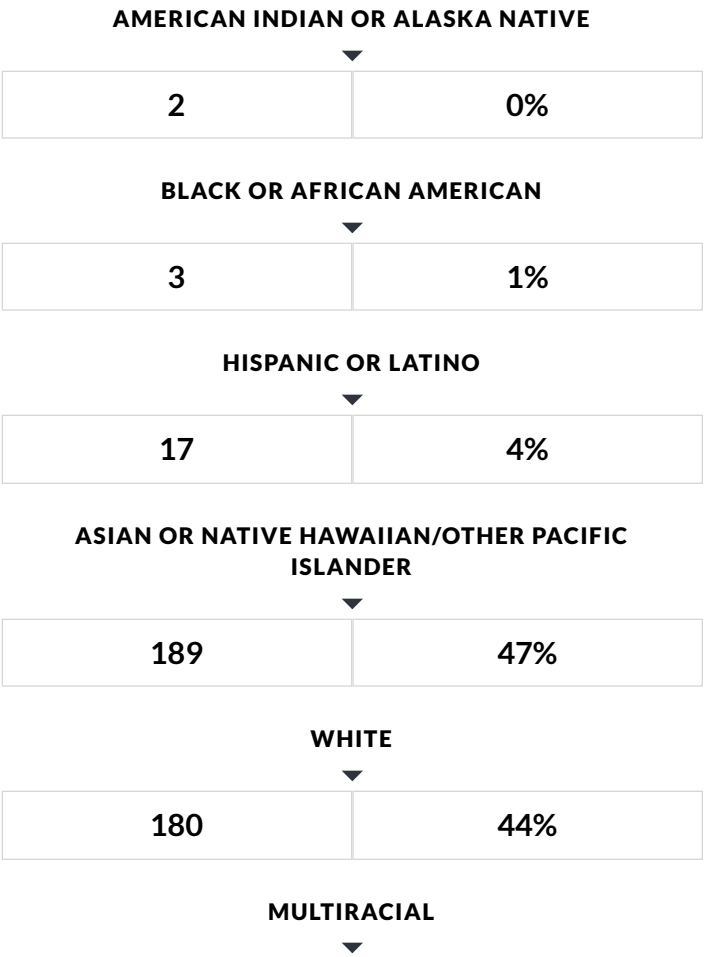 AMERICAN INDIAN OR ALASKA NATIVE
2 0%
BLACK OR AFRICAN AMERICAN
3 1%
HISPANIC OR LATINO
17 4%
ASIAN OR NATIVE HAWAIIAN/OTHER PACIFIC
ISLANDER
189 47%
WHITE
180 44%
MULTIRACIAL